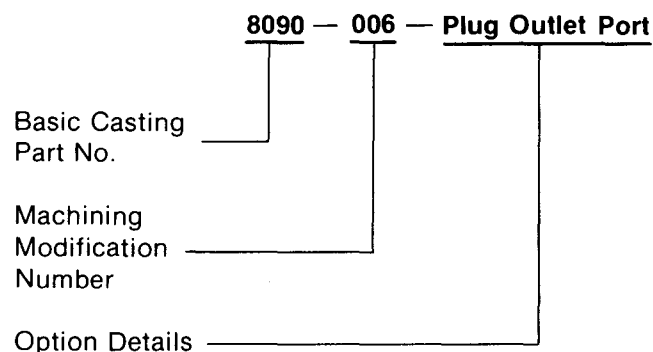 8090 — 006 — Plug Outlet Port
Basic Casting
Part No.
Machining
Modification
Number
Option Details